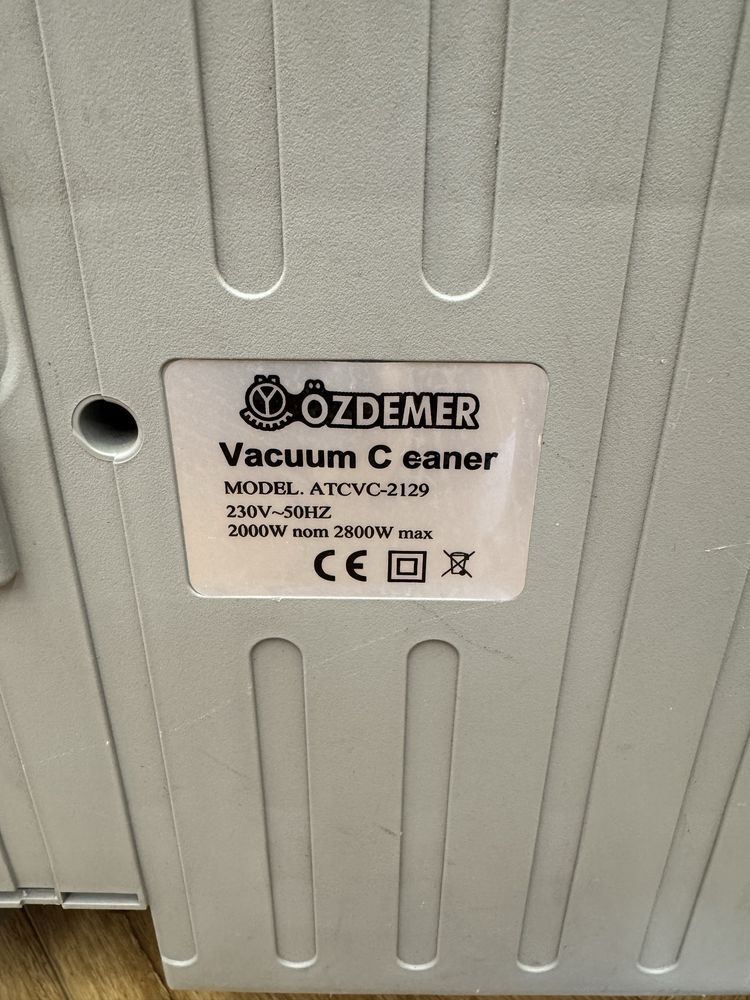 ÖZDEMER
Vacuum C eaner
MODEL. ATCVC-2129
230V~50HZ
2000W nom 2800W max
CE